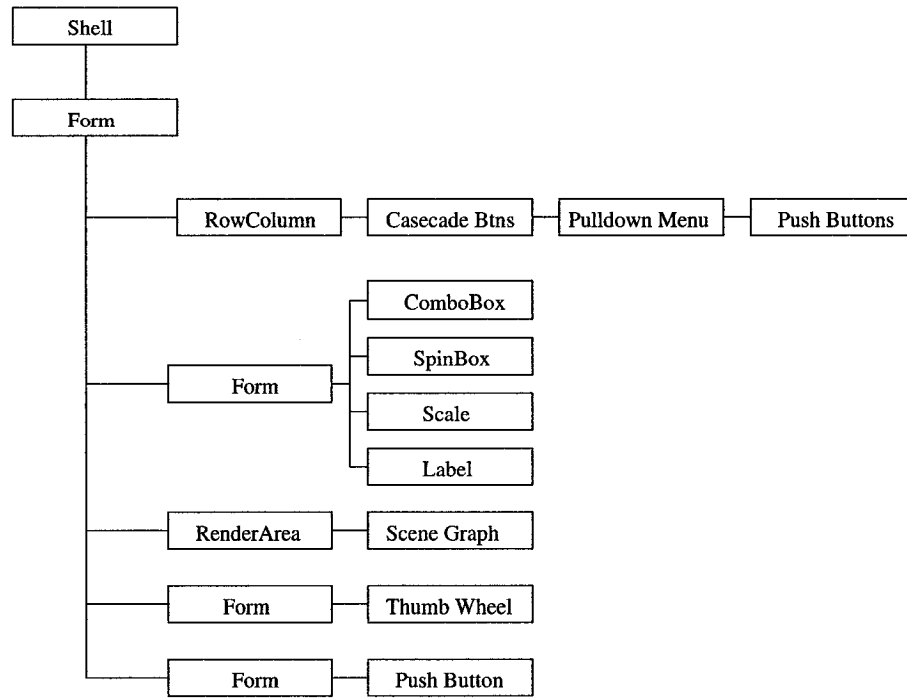 Shell
Form
RowColumn
Casecade Btns
Pulldown Menu
Push Buttons
ComboBox
SpinBox
Form
Scale
Label
RenderArea
Scene Graph
Form
Thumb Wheel
Form
Push Button